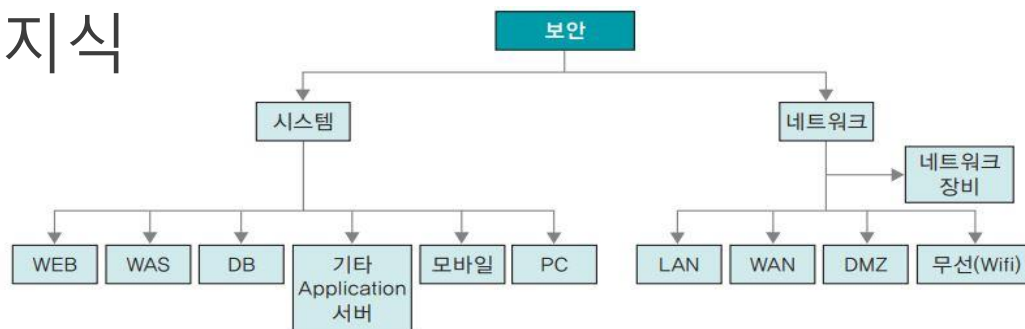 지식
보안
시스템
네트워크
네트워크
장비
WEB
WAS
DB
기타
Application
서버
모바일
PC
LAN
WAN
DMZ
무선(Wifi)